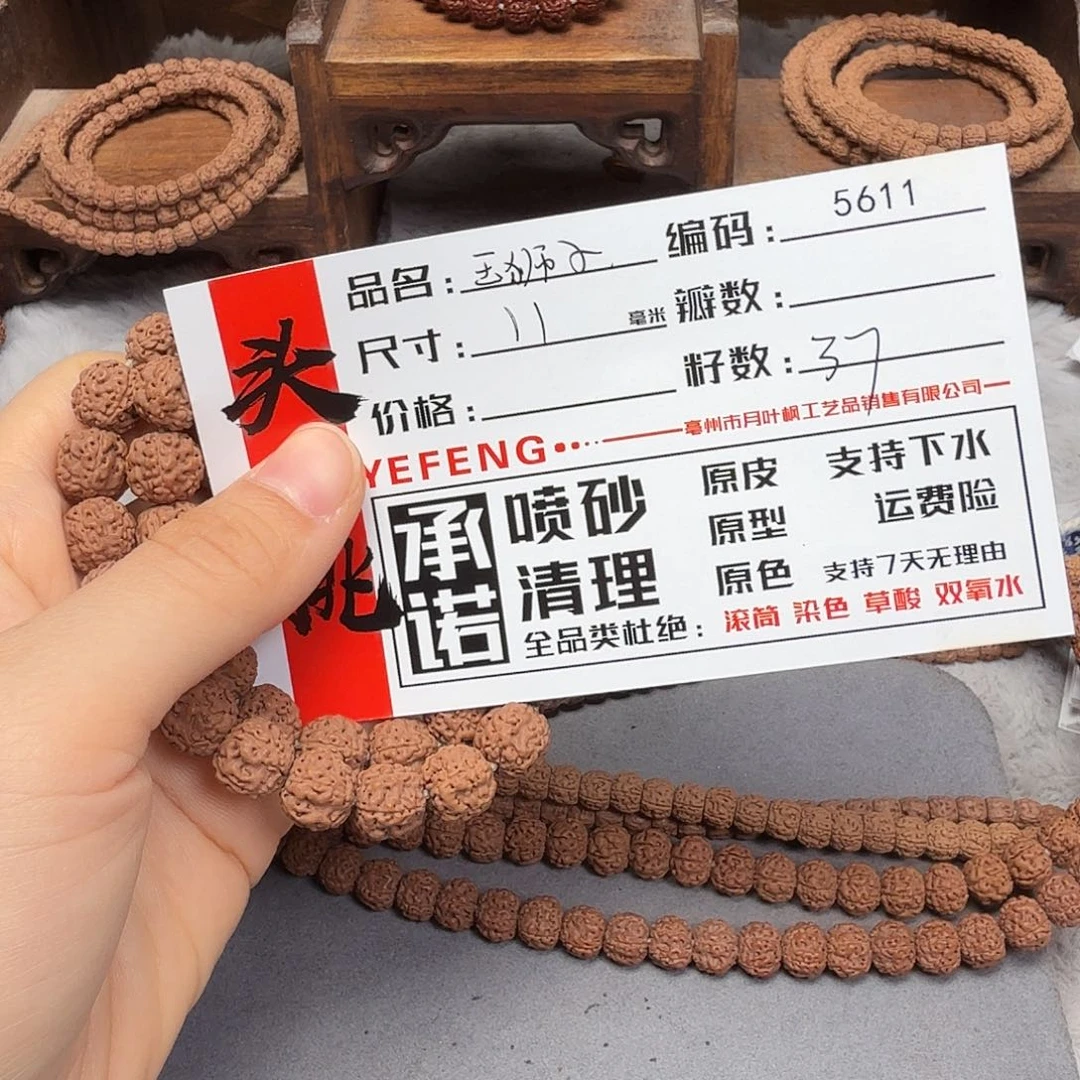 头
挑
品名：玉狮子
编码：5611
尺寸：11 毫米
瓣数：
价格：
籽数：37
YEFENG 亳州市月叶枫工艺品销售有限公司
承诺
喷砂
清理
原皮
原型
原色
支持下水
运费险
支持7天无理由
全品类杜绝：滚筒 染色 草酸 双氧水